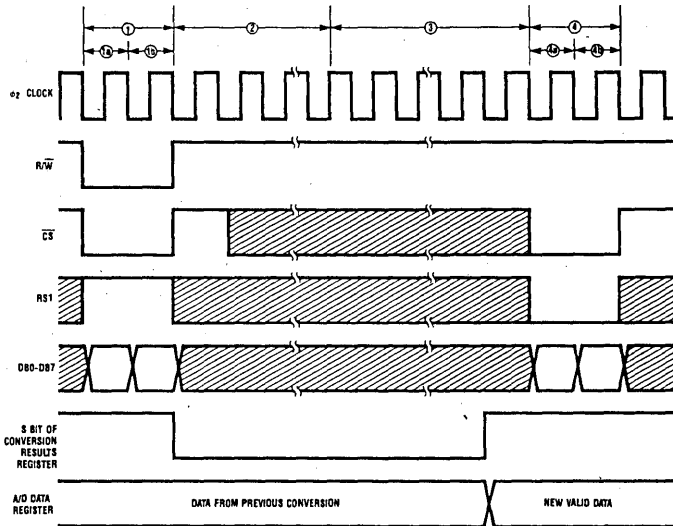 ① ② ③ ④
1a 1b 4a 4b
φ2 CLOCK
R/W̅
C̅S̅
RS1
DB0-DB7
S BIT OF
CONVERSION
RESULTS
REGISTER
A/D DATA
REGISTER
DATA FROM PREVIOUS CONVERSION
NEW VALID DATA